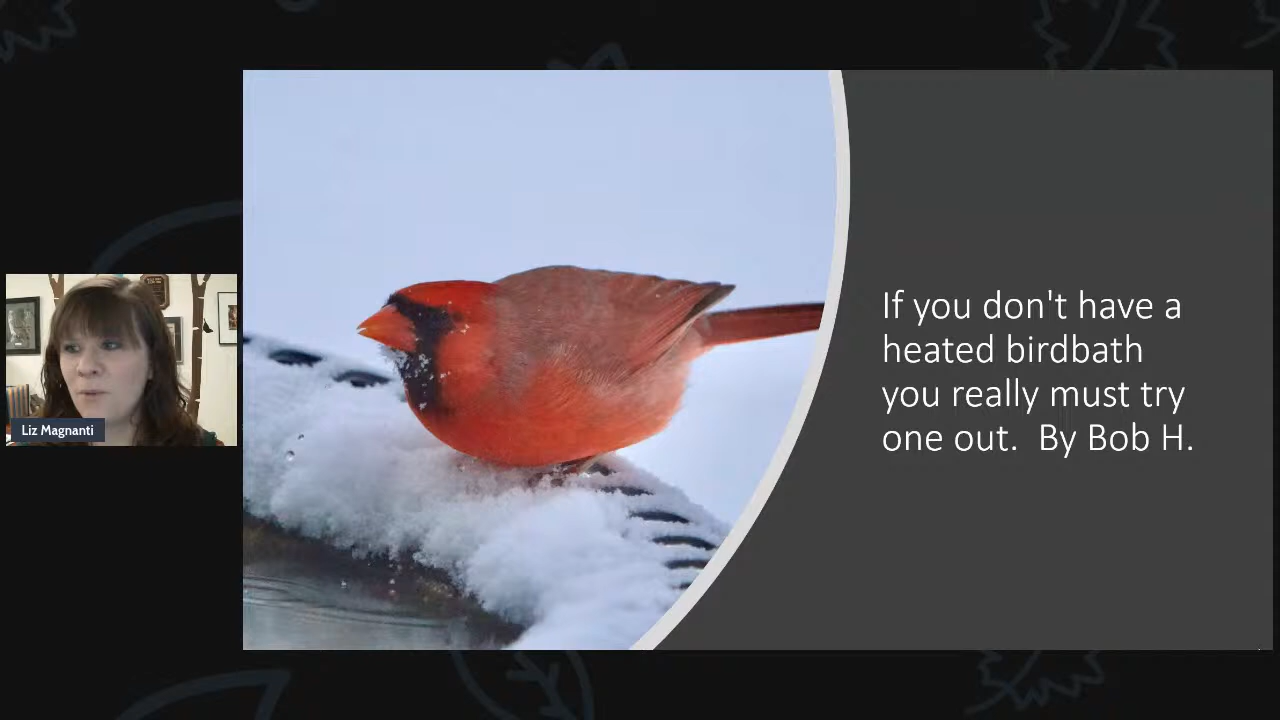 If you don't have a
heated birdbath
you really must try
one out.  By Bob H.
Liz Magnanti